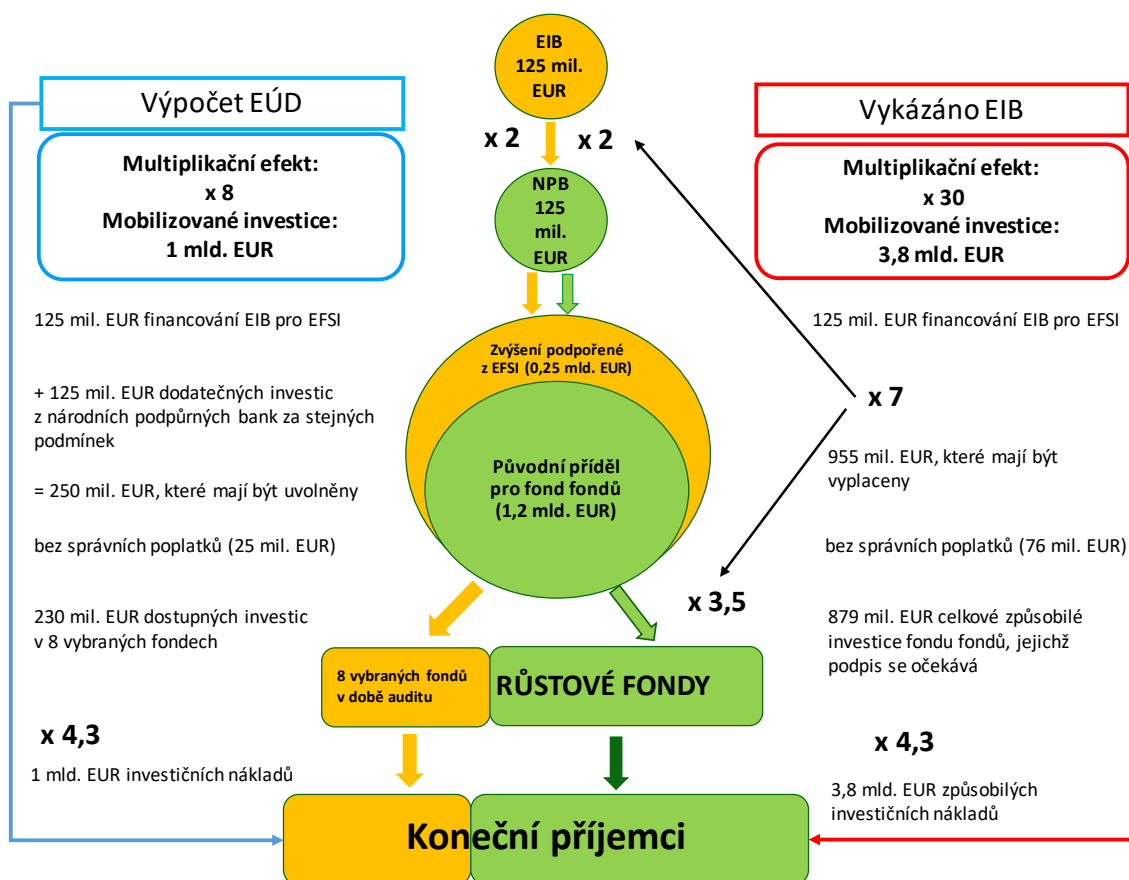 EIB
125 mil.
EUR
Výpočet EÚD
Vykázáno EIB
x 2
x 2
Multiplikační efekt:
x 8
Mobilizované investice:
1 mld. EUR
NPB
125
mil.
EUR
Multiplikační efekt:
x 30
Mobilizované investice:
3,8 mld. EUR
125 mil. EUR financování EIB pro EFSI
+ 125 mil. EUR dodatečných investic
z národních podpůrných bank za stejných
podmínek
= 250 mil. EUR, které mají být uvolněny
bez správních poplatků (25 mil. EUR)
230 mil. EUR dostupných investic
v 8 vybraných fondech
x 4,3
1 mld. EUR investičních nákladů
Zvýšení podpořené
z EFSI (0,25 mld. EUR)
Původní příděl
pro fond fondů
(1,2 mld. EUR)
x 3,5
8 vybraných fondů
v době auditu
RŮSTOVÉ FONDY
Koneční příjemci
125 mil. EUR financování EIB pro EFSI
x 7
955 mil. EUR, které mají být
vyplaceny
bez správních poplatků (76 mil. EUR)
879 mil. EUR celkové způsobilé
investice fondu fondů, jejichž
podpis se očekává
x 4,3
3,8 mld. EUR způsobilých
investičních nákladů